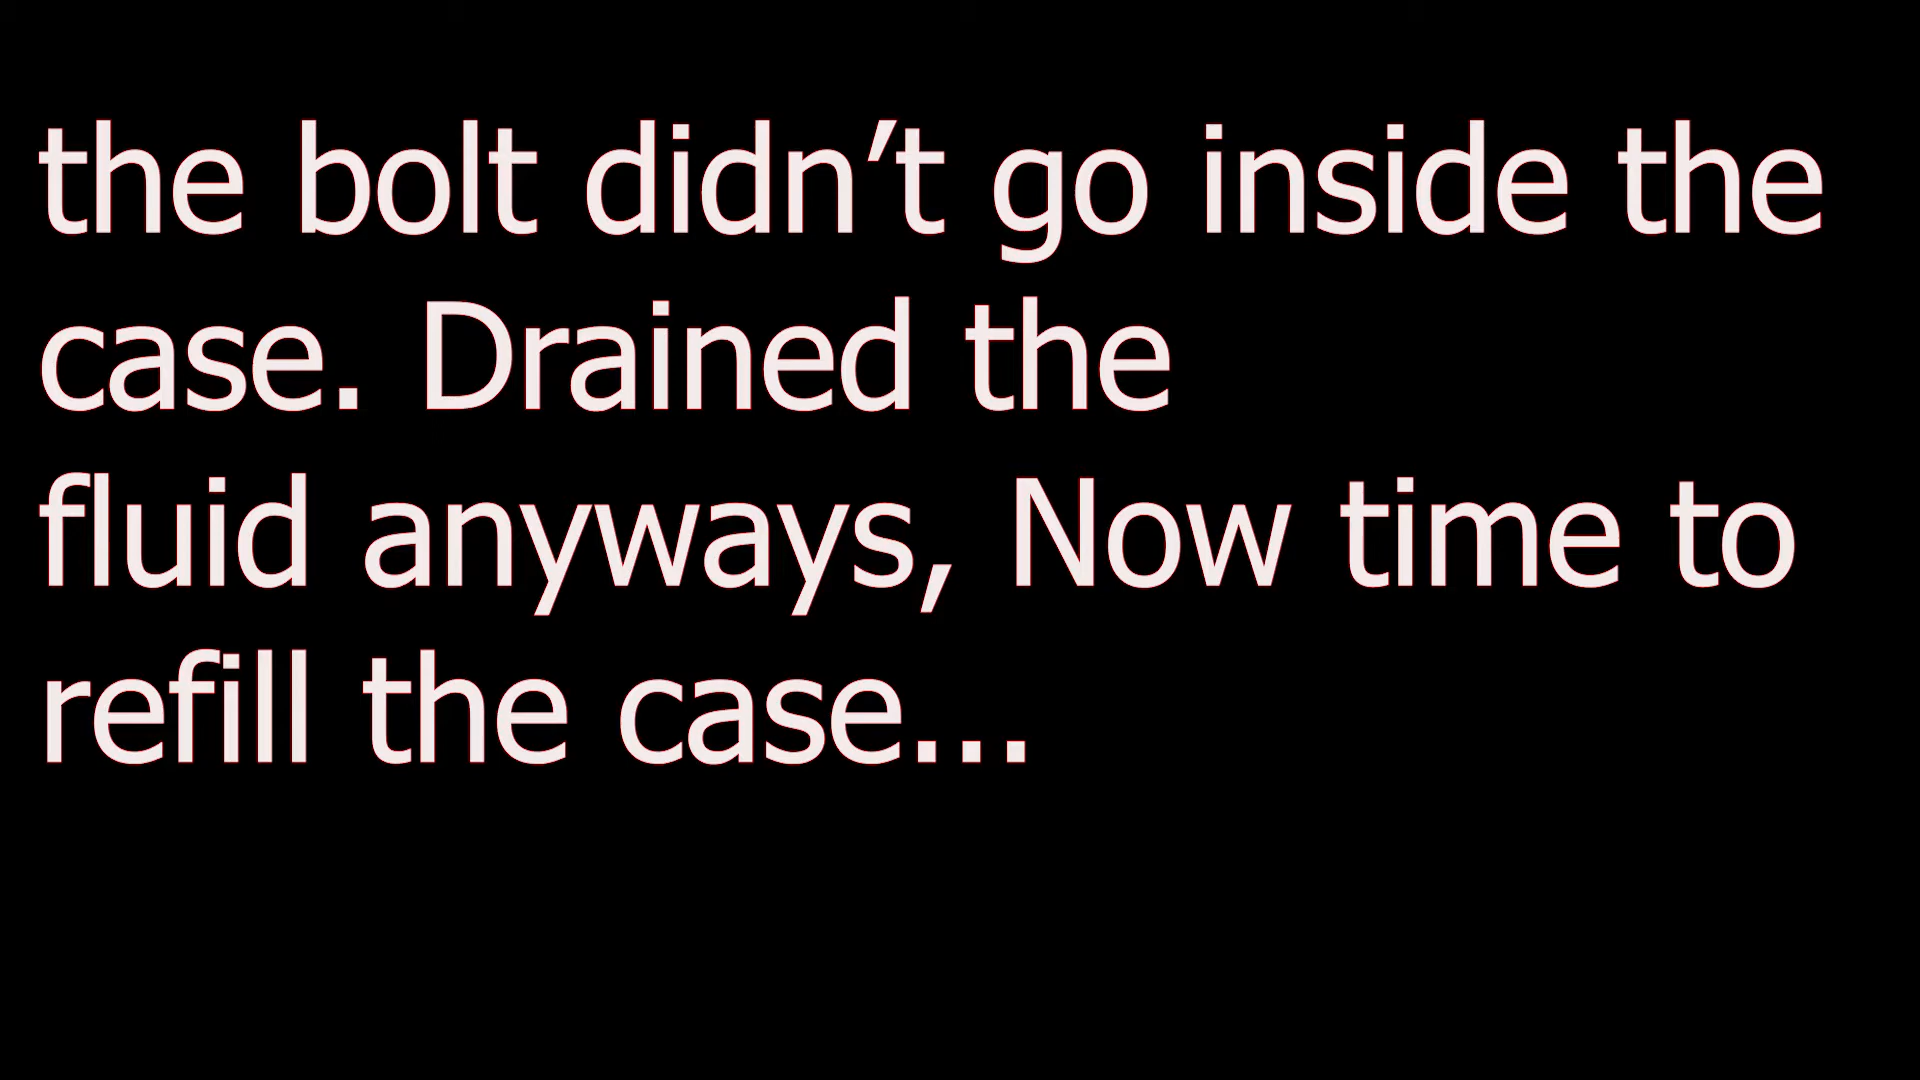 the bolt didn’t go inside the
case. Drained the
fluid anyways, Now time to
refill the case...